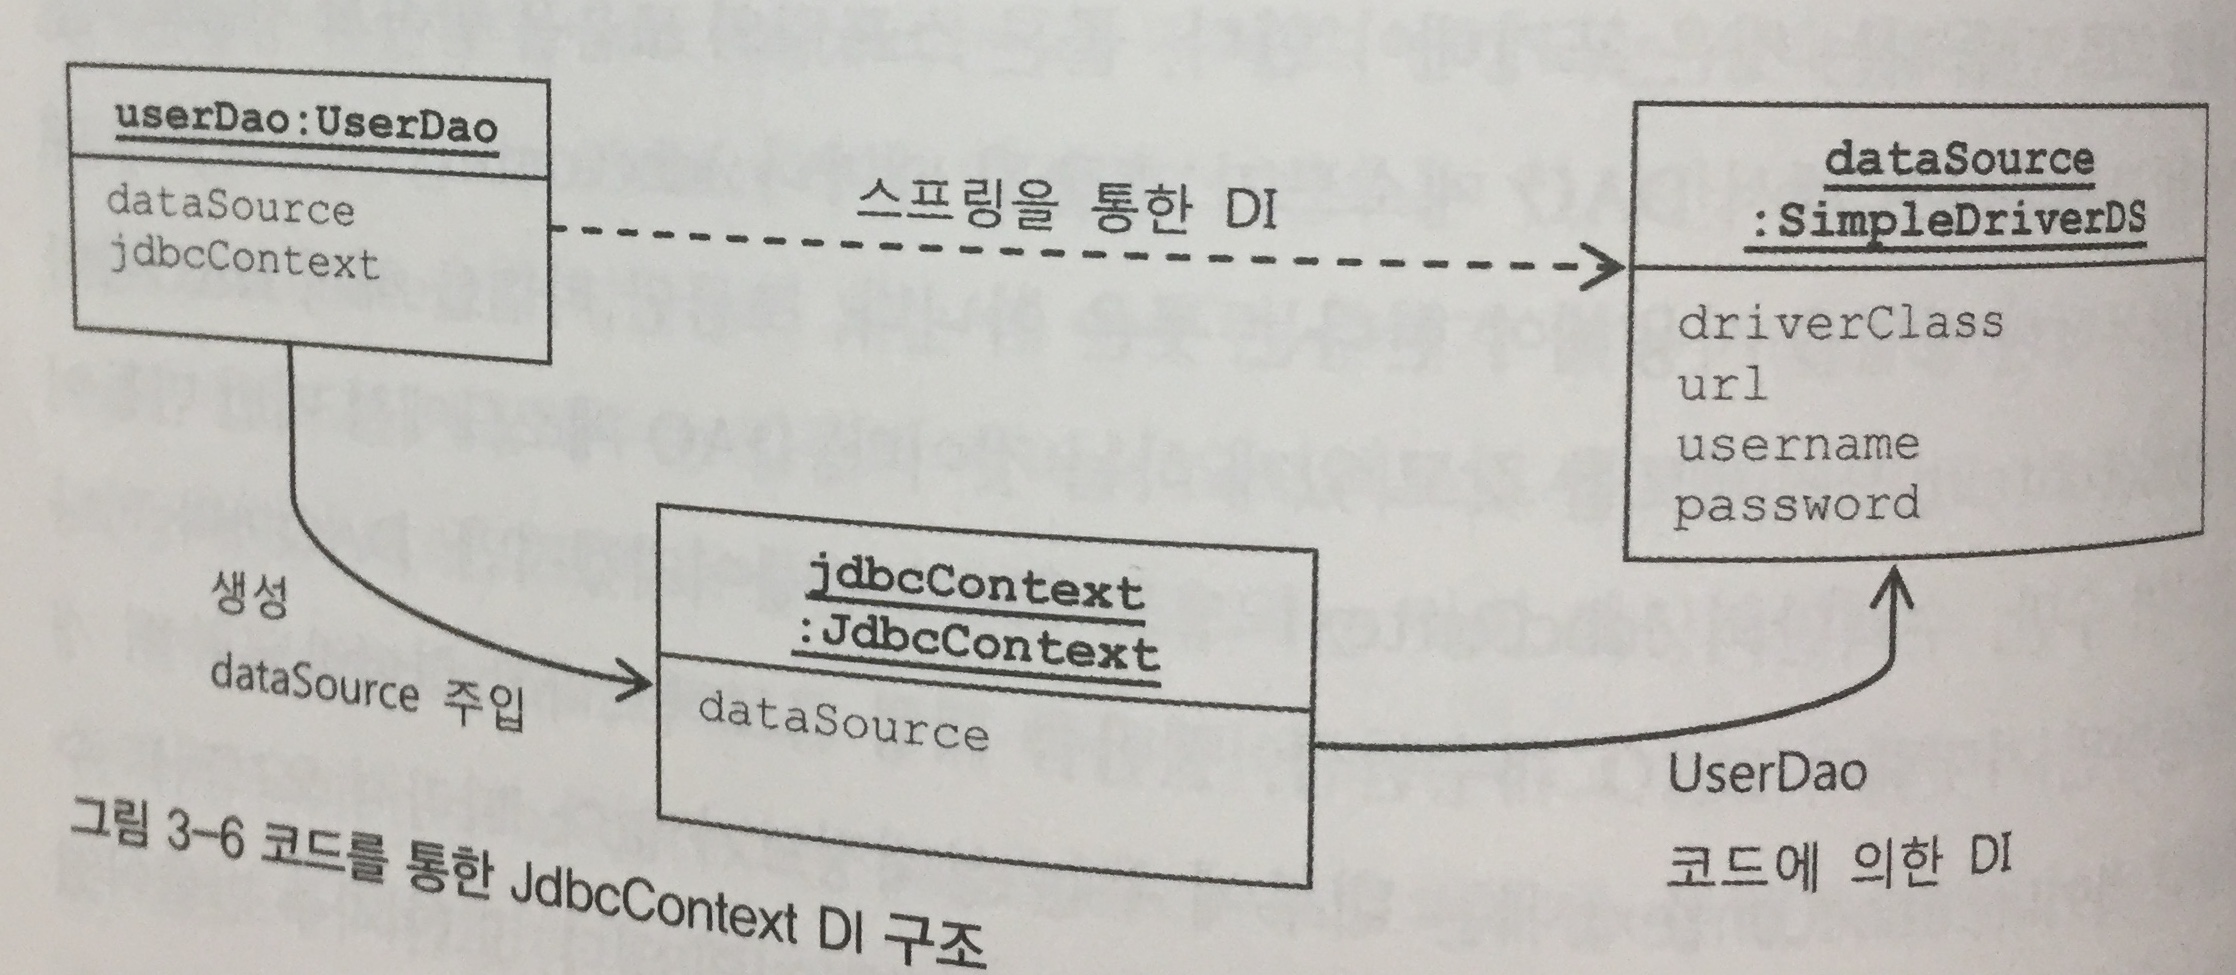 userDao:UserDao
dataSource
jdbcContext
스프링을 통한 DI
dataSource
:SimpleDriverDS
driverClass
url
username
password
생성
dataSource 주입
jdbcContext
:JdbcContext
dataSource
UserDao
코드에 의한 DI
그림 3-6 코드를 통한 JdbcContext DI 구조